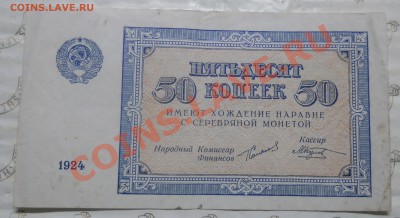 COINS.LAVE.RU
ПЯТЬДЕСЯТ
50 КОПЕЕК 50
ИМЕЮТ ХОЖДЕНИЕ НАРАВНЕ
С СЕРЕБРЯНОЙ МОНЕТОЙ
Народный Комиссар
Финансов
Кассир
1924
COINS.LAVE.RU